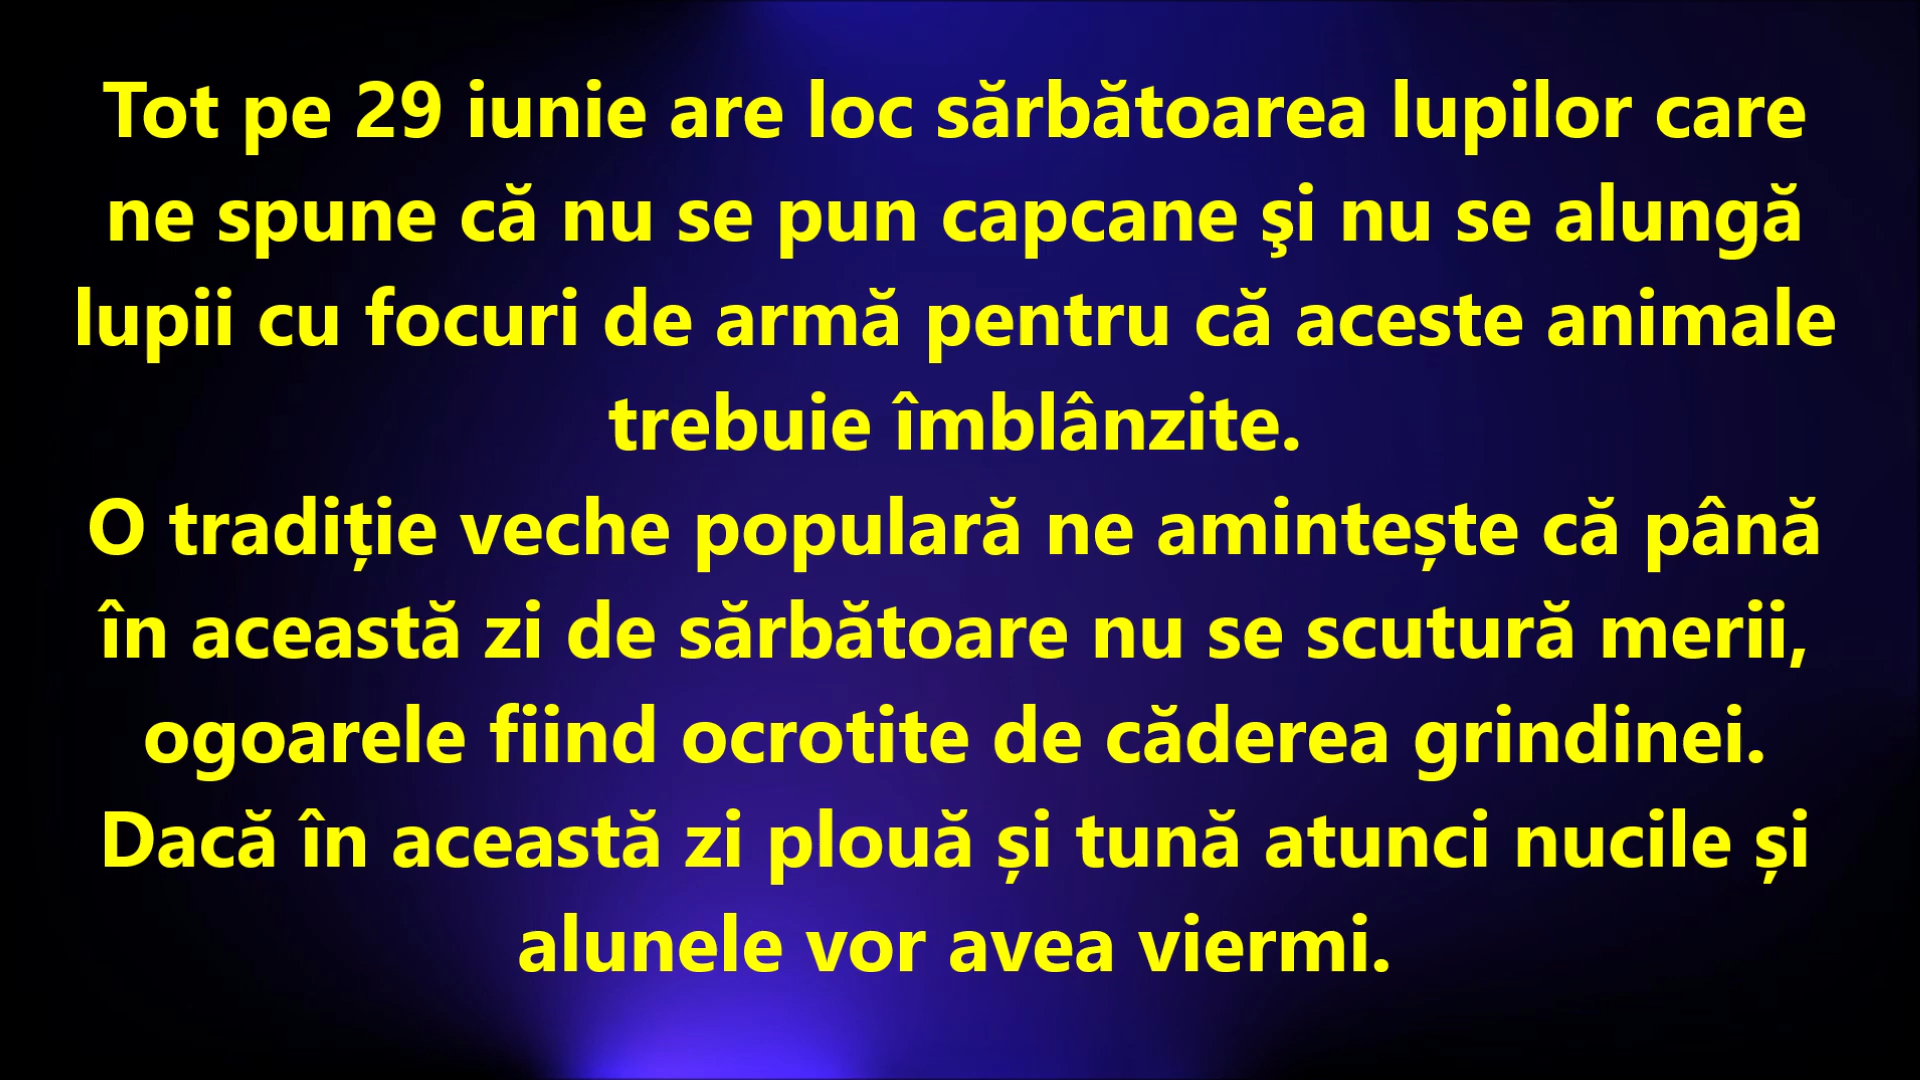 Tot pe 29 iunie are loc sărbătoarea lupilor care
ne spune că nu se pun capcane şi nu se alungă
lupii cu focuri de armă pentru că aceste animale
trebuie îmblânzite.
O tradiție veche populară ne amintește că până
în această zi de sărbătoare nu se scutură merii,
ogoarele fiind ocrotite de căderea grindinei.
Dacă în această zi plouă și tună atunci nucile și
alunele vor avea viermi.